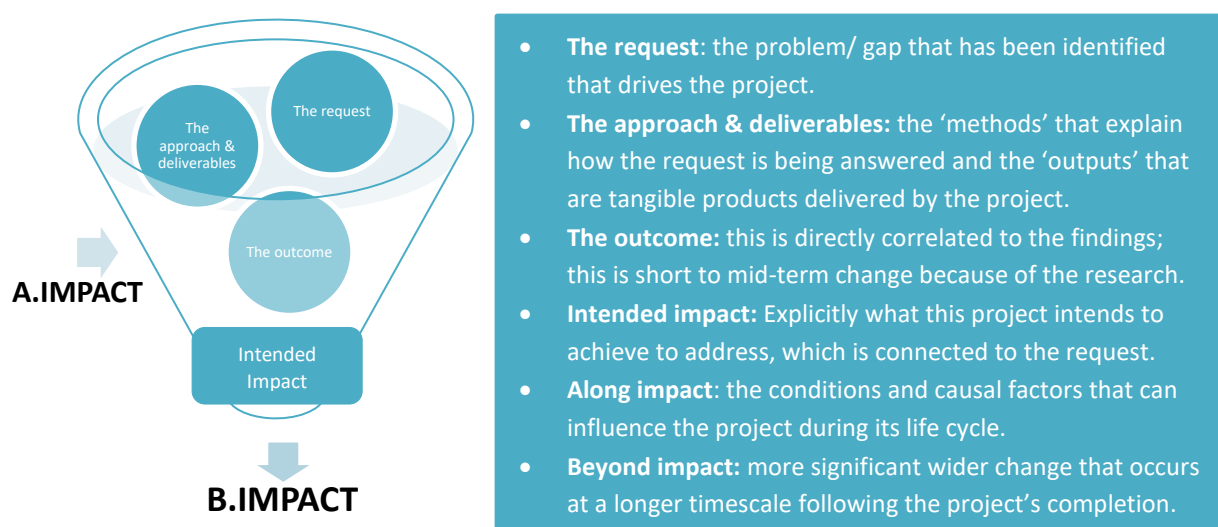 The request
The
approach &
deliverables
The outcome
A.IMPACT
Intended
Impact
B.IMPACT
• The request: the problem/ gap that has been identified
that drives the project.
• The approach & deliverables: the ‘methods’ that explain
how the request is being answered and the ‘outputs’ that
are tangible products delivered by the project.
• The outcome: this is directly correlated to the findings;
this is short to mid-term change because of the research.
• Intended impact: Explicitly what this project intends to
achieve to address, which is connected to the request.
• Along impact: the conditions and causal factors that can
influence the project during its life cycle.
• Beyond impact: more significant wider change that occurs
at a longer timescale following the project’s completion.